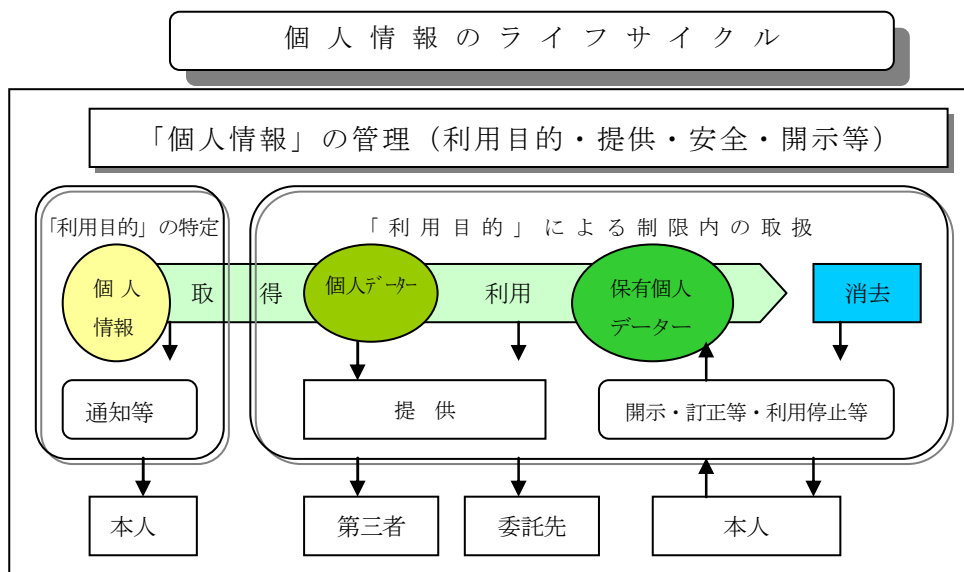 個人情報のライフサイクル
「個人情報」の管理（利用目的・提供・安全・開示等）
「利用目的」の特定
「利用目的」による制限内の取扱
個人
情報
取得
個人データー
利用
保有個人
データー
消去
通知等
提供
開示・訂正等・利用停止等
本人
第三者
委託先
本人